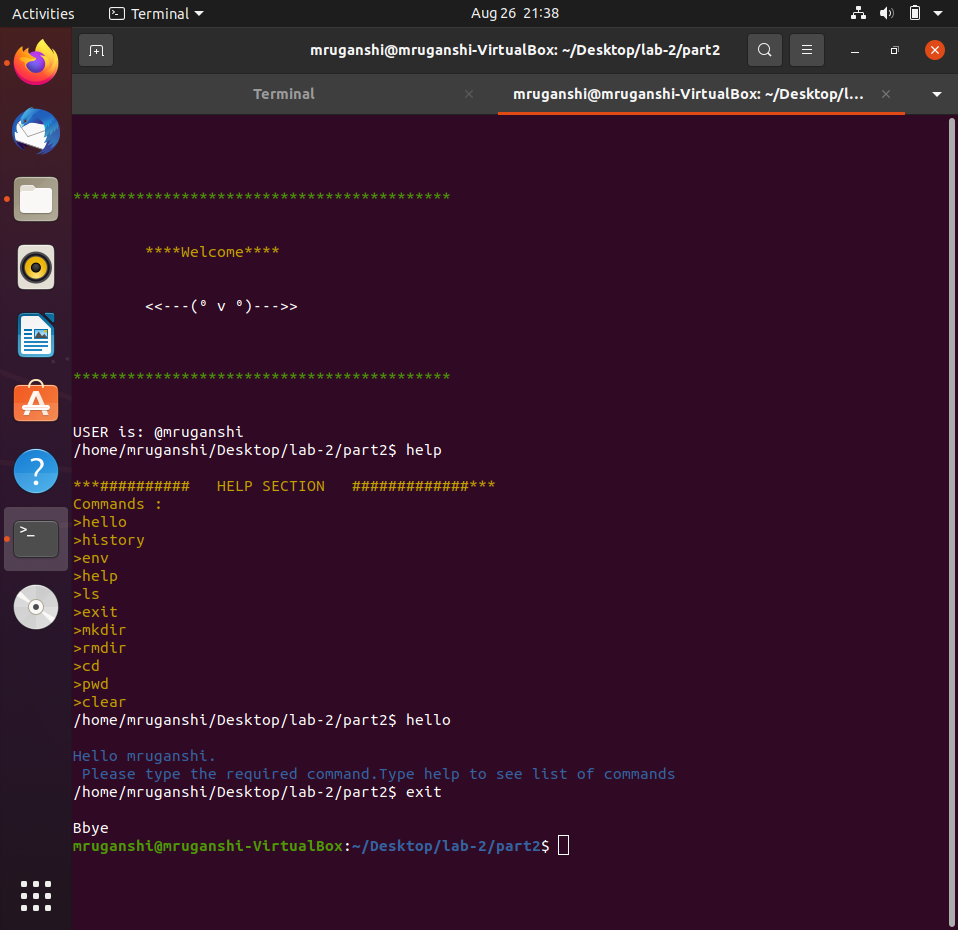 Activities Terminal Aug 26 21:38
mruganshi@mruganshi-VirtualBox: ~/Desktop/lab-2/part2
Terminal mruganshi@mruganshi-VirtualBox: ~/Desktop/l...
******************************************
****Welcome****
<<---(° v °)--->>
******************************************
USER is: @mruganshi
/home/mruganshi/Desktop/lab-2/part2$ help
***########## HELP SECTION #############***
Commands :
>hello
>history
>env
>help
>ls
>exit
>mkdir
>rmdir
>cd
>pwd
>clear
/home/mruganshi/Desktop/lab-2/part2$ hello
Hello mruganshi.
Please type the required command.Type help to see list of commands
/home/mruganshi/Desktop/lab-2/part2$ exit
Bbye
mruganshi@mruganshi-VirtualBox:~/Desktop/lab-2/part2$